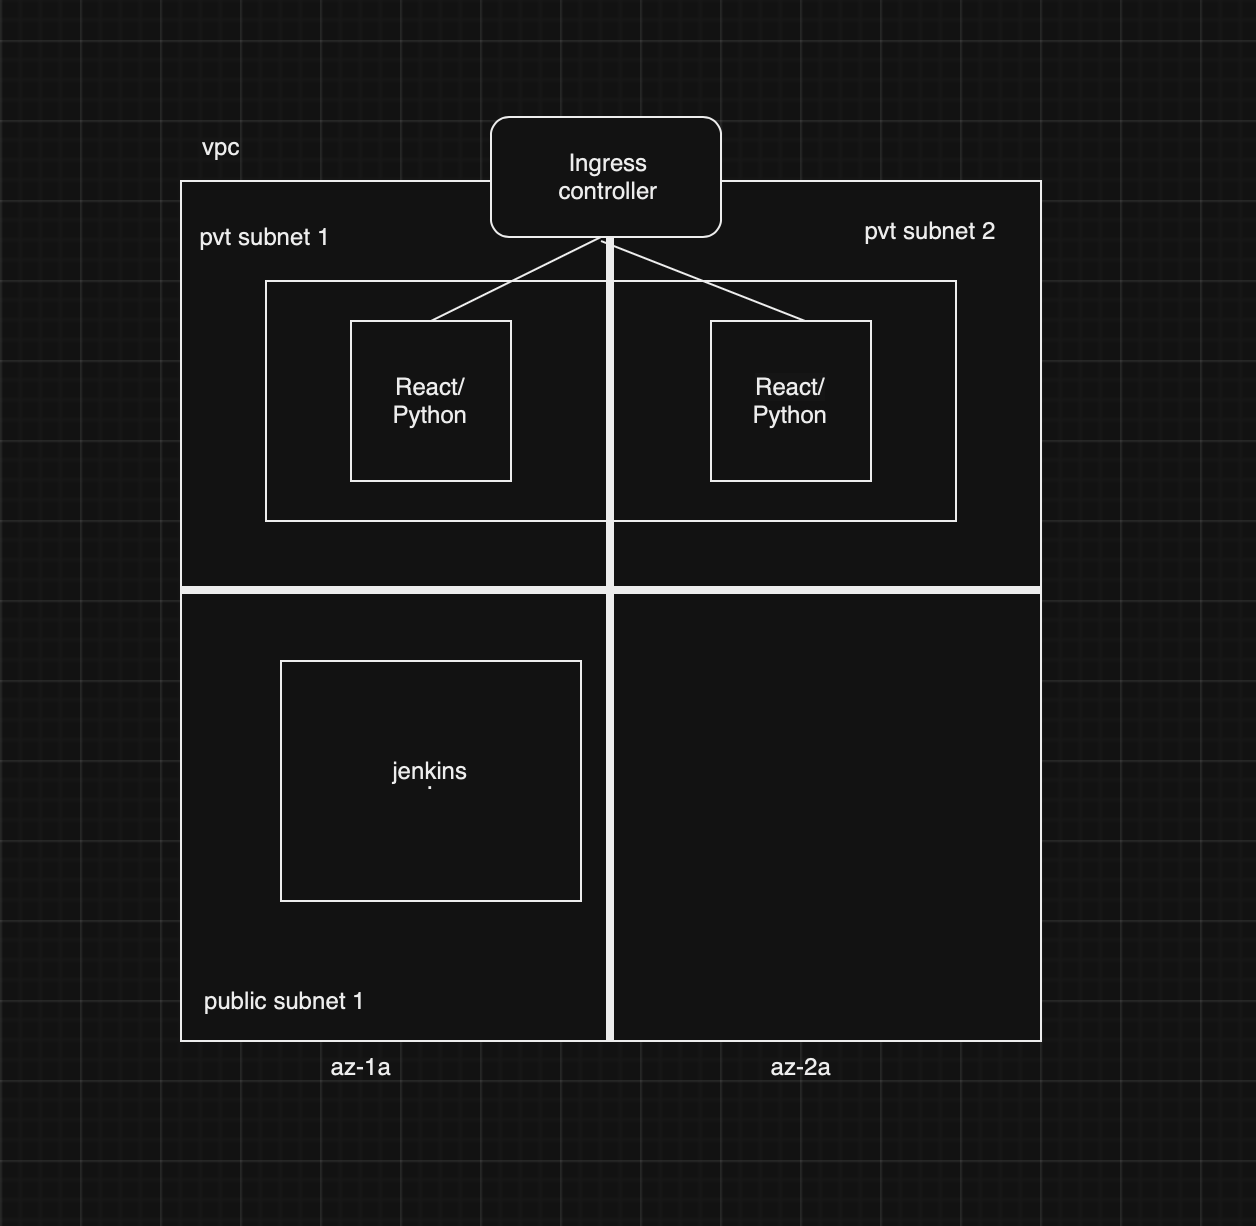 vpc
Ingress
controller
pvt subnet 1
pvt subnet 2
React/
Python
React/
Python
jenkins
.
public subnet 1
az-1a
az-2a